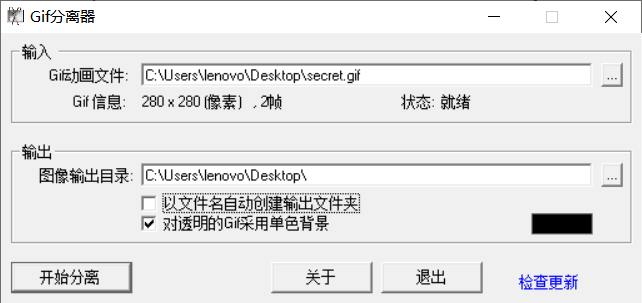 Gif分离器
输入
Gif动画文件: C:\Users\lenovo\Desktop\secret.gif ...
Gif 信息: 280 x 280 (像素) , 2帧 状态: 就绪
输出
图像输出目录: C:\Users\lenovo\Desktop\ ...
以文件名自动创建输出文件夹
对透明的Gif采用单色背景
开始分离 关于 退出 检查更新